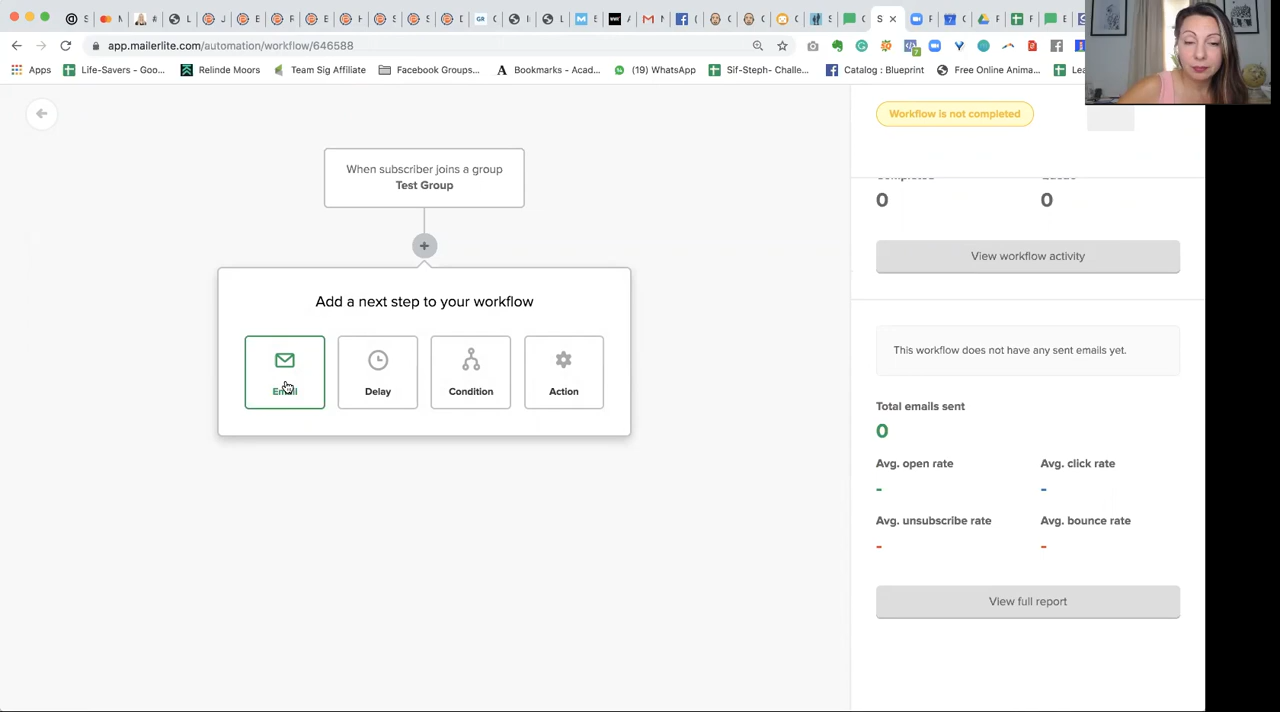 app.mailerlite.com/automation/workflow/646588
Apps
Life-Savers - Goo...
Relinde Moors
Team Sig Affiliate
Facebook Groups...
Bookmarks - Acad...
(19) WhatsApp
Sif-Steph- Challe...
Catalog : Blueprint
Free Online Anima...
Workflow is not completed
When subscriber joins a group
Test Group
0
0
View workflow activity
Add a next step to your workflow
Email
Delay
Condition
Action
This workflow does not have any sent emails yet.
Total emails sent
0
Avg. open rate
Avg. click rate
-
-
Avg. unsubscribe rate
Avg. bounce rate
-
-
View full report